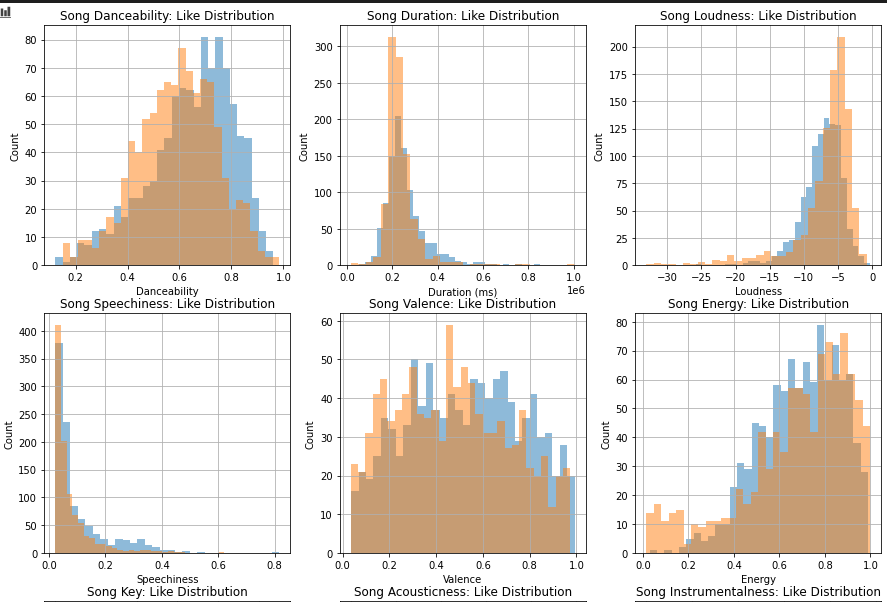 Song Danceability: Like Distribution
80
70
60
50
40
30
20
10
0
Count
0.2 0.4 0.6 0.8 1.0
Danceability
Song Duration: Like Distribution
300
250
200
150
100
50
0
Count
0.0 0.2 0.4 0.6 0.8 1.0
1e6
Duration (ms)
Song Loudness: Like Distribution
200
175
150
125
100
75
50
25
0
Count
−30 −25 −20 −15 −10 −5 0
Loudness
Song Speechiness: Like Distribution
400
350
300
250
200
150
100
50
0
Count
0.0 0.2 0.4 0.6 0.8
Speechiness
Song Valence: Like Distribution
60
50
40
30
20
10
0
Count
0.0 0.2 0.4 0.6 0.8 1.0
Valence
Song Energy: Like Distribution
80
70
60
50
40
30
20
10
0
Count
0.0 0.2 0.4 0.6 0.8 1.0
Energy
Song Key: Like Distribution
Song Acousticness: Like Distribution
Song Instrumentalness: Like Distribution